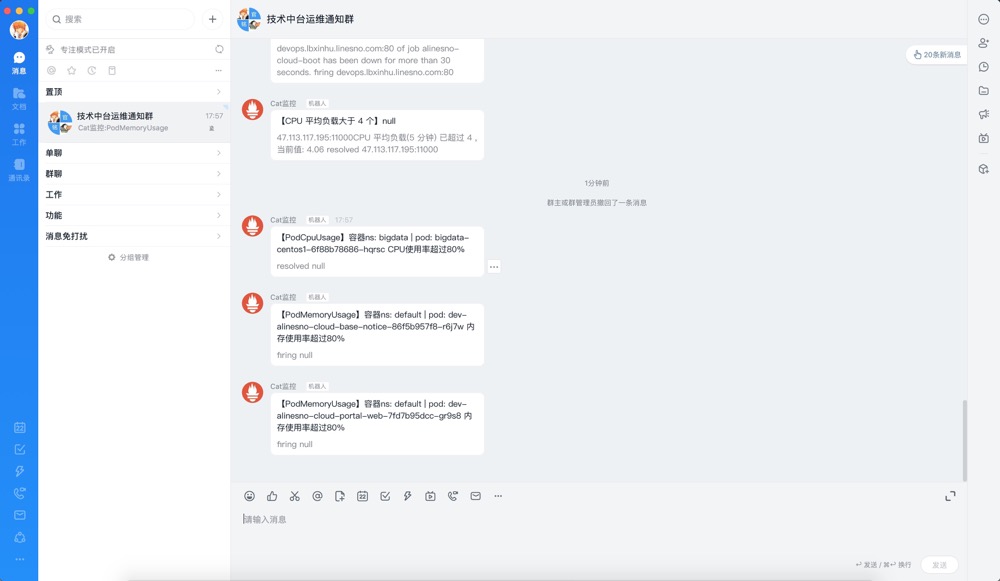 搜索
专注模式已开启
消息
文档
工作
通讯录
置顶
技术中台运维通知群
17:57
Cat监控:PodMemoryUsage
单聊
群聊
工作
功能
消息免打扰
分组管理
技术中台运维通知群
20条新消息
devops.lbxinhu.linesno.com:80 of job alinesno-
cloud-boot has been down for more than 30
seconds. firing devops.lbxinhu.linesno.com:80
Cat监控 机器人
【CPU 平均负载大于 4 个】null
47.113.117.195:11000CPU 平均负载(5 分钟) 已超过 4 ,
当前值: 4.06 resolved 47.113.117.195:11000
1分钟前
群主或群管理员撤回了一条消息
Cat监控 机器人 17:57
【PodCpuUsage】容器ns: bigdata | pod: bigdata-
centos1-6f88b78686-hqrsc CPU使用率超过80%
resolved null
Cat监控 机器人
【PodMemoryUsage】容器ns: default | pod: dev-
alinesno-cloud-base-notice-86f5b957f8-r6j7w 内
存使用率超过80%
firing null
Cat监控 机器人
【PodMemoryUsage】容器ns: default | pod: dev-
alinesno-cloud-portal-web-7fd7b95dcc-gr9s8 内
存使用率超过80%
firing null
请输入消息
↵ 发送 / ⌘↵ 换行
发送